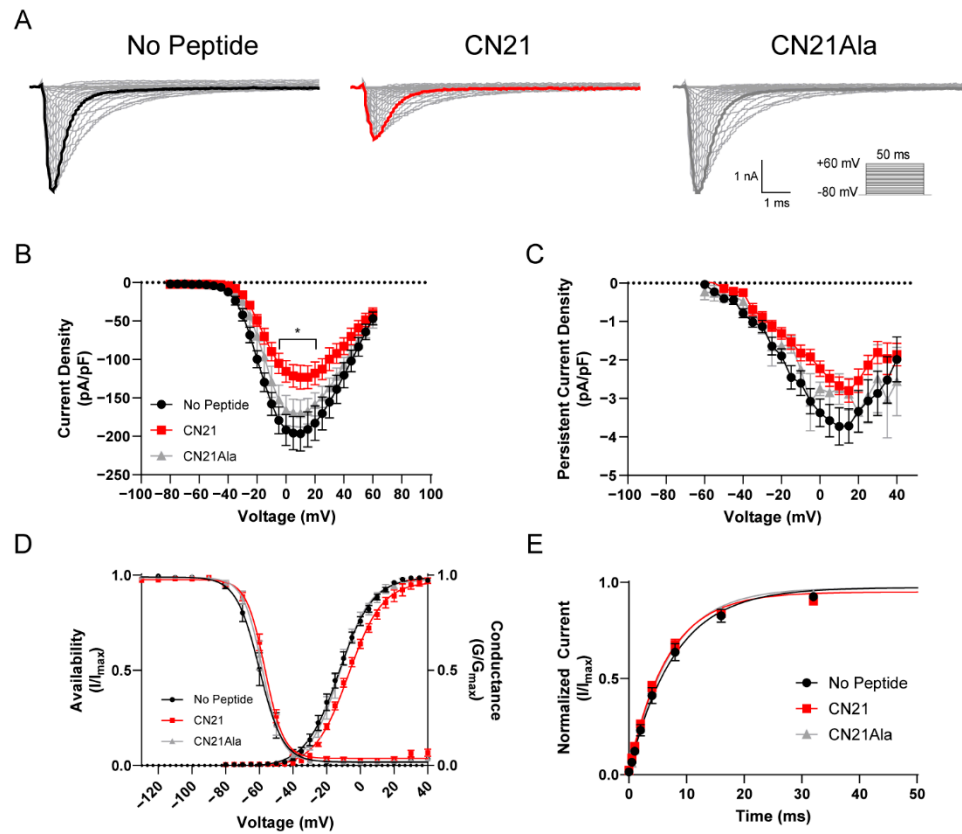 A
No Peptide
CN21
CN21Ala
1 nA
1 ms
+60 mV
50 ms
-80 mV
B
0
−50
−100
−150
−200
−250
Current Density
(pA/pF)
No Peptide
CN21
CN21Ala
*
−100 −80 −60 −40 −20 0 20 40 60 80 100
Voltage (mV)
C
0
−1
−2
−3
−4
−5
Persistent Current Density
(pA/pF)
−100 −80 −60 −40 −20 0 20 40
Voltage (mV)
D
1.0
0.5
0.0
Availability
(I/Imax)
No Peptide
CN21
CN21Ala
1.0
0.5
0.0
Conductance
(G/Gmax)
−120 −100 −80 −60 −40 −20 0 20 40
Voltage (mV)
E
1.0
0.5
0.0
Normalized Current
(I/Imax)
No Peptide
CN21
CN21Ala
0 10 20 30 40 50
Time (ms)